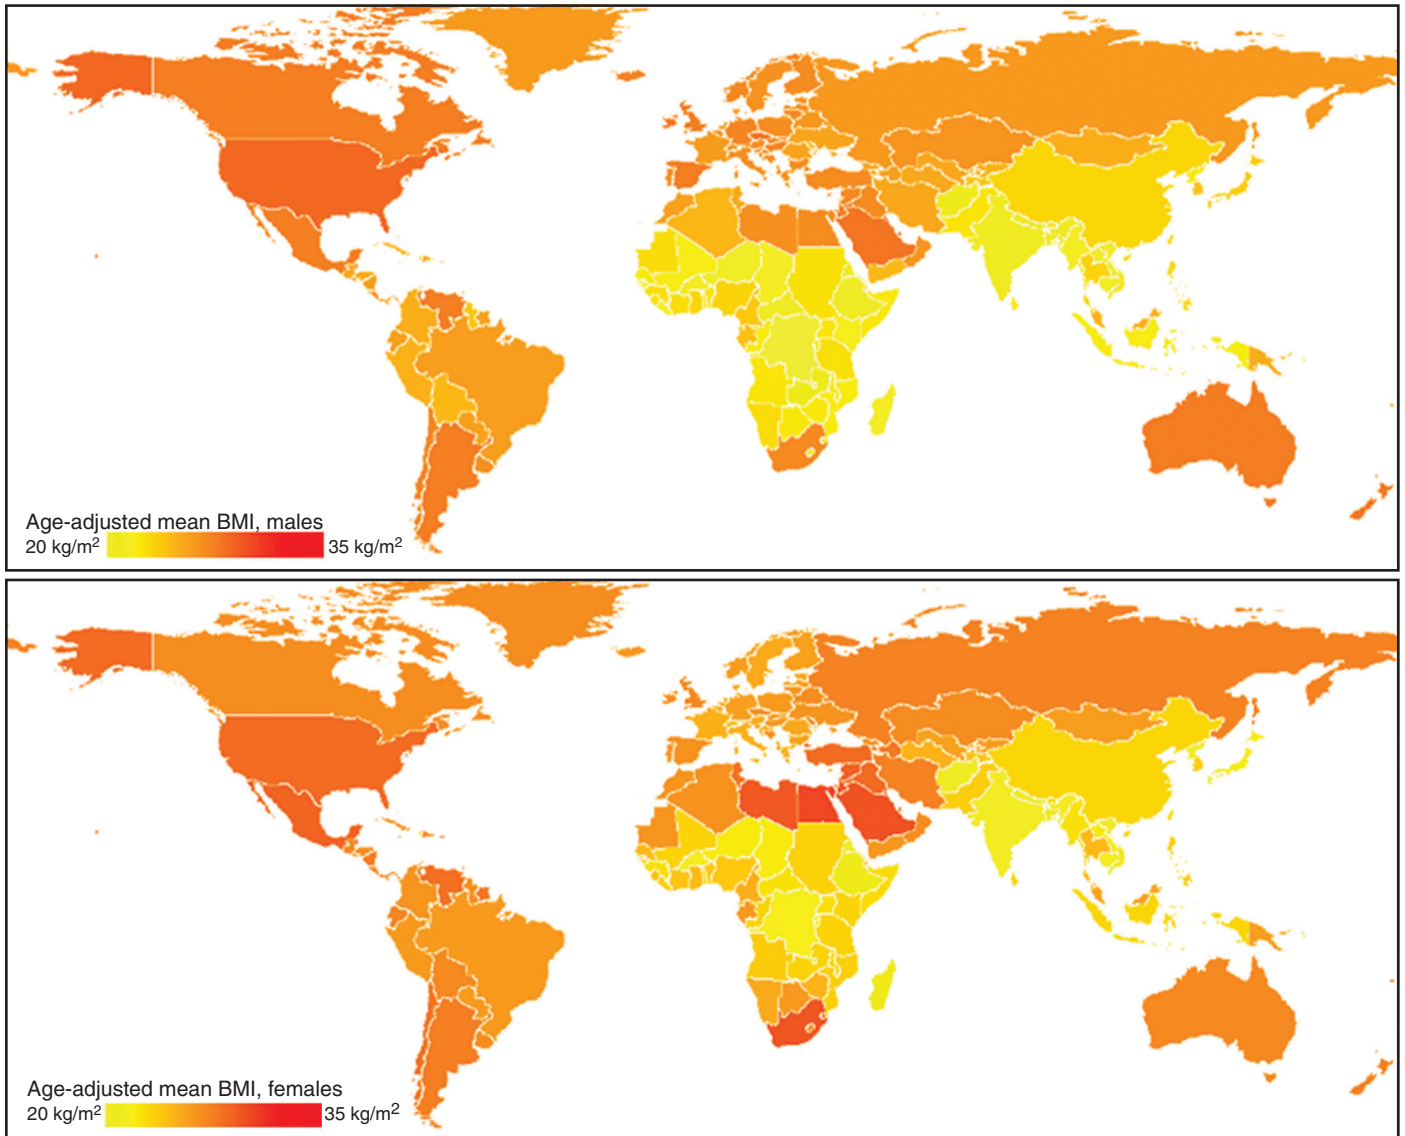 Age-adjusted mean BMI, males
20 kg/m² 35 kg/m²
Age-adjusted mean BMI, females
20 kg/m² 35 kg/m²